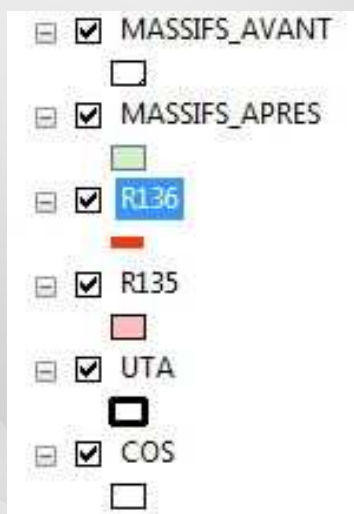 MASSIFS_AVANT
MASSIFS_APRES
R136
R135
UTA
COS